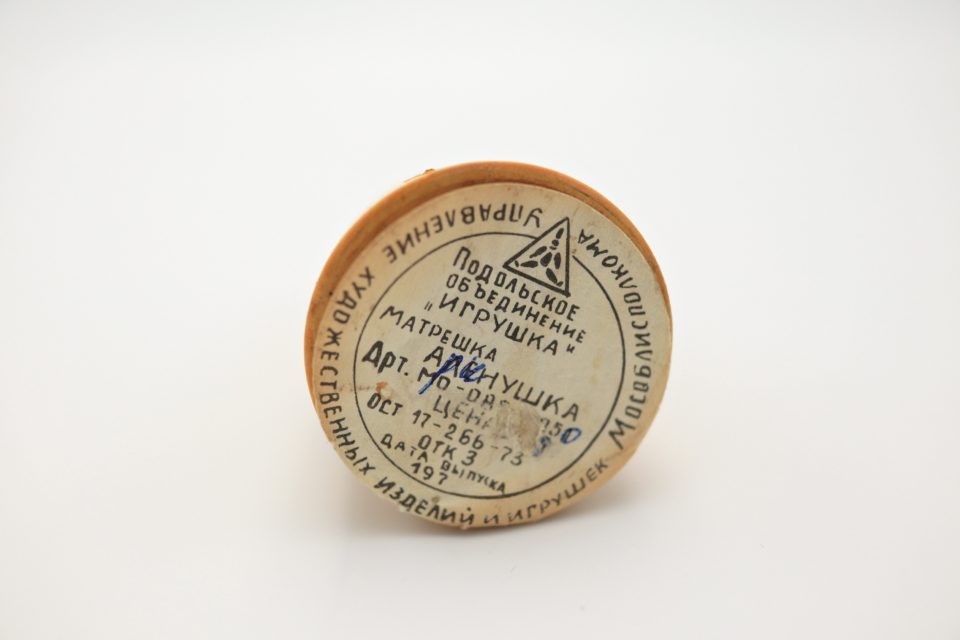 УПРАВЛЕНИЕ ХУДОЖЕСТВЕННЫХ ИЗДЕЛИЙ И ИГРУШЕК МОСОБЛИСПОЛКОМА
ПОДОЛЬСКОЕ
ОБЪЕДИНЕНИЕ
"ИГРУШКА"
МАТРЕШКА
АЛЕНУШКА
АРТ.
ЦЕНА
ОСТ 17-266-73
ОТК 3
ДАТА ВЫПУСКА
197